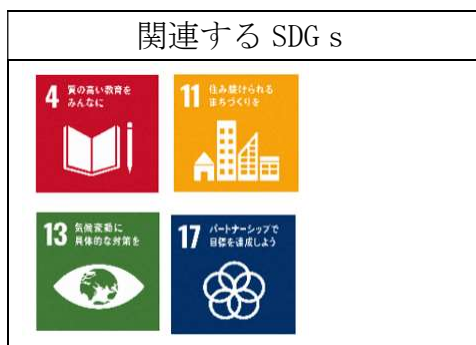 関連する SDGｓ
4 質の高い教育を
みんなに
11 住み続けられる
まちづくりを
13 気候変動に
具体的な対策を
17 パートナーシップで
目標を達成しよう